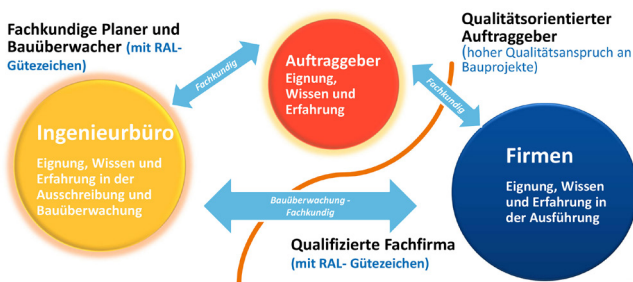 Fachkundige Planer und
Bauüberwacher (mit RAL-
Gütezeichen)
Qualitätsorientierter
Auftraggeber
(hoher Qualitätsanspruch an
Bauprojekte)
Fachkundig
Auftraggeber
Eignung,
Wissen und
Erfahrung
Fachkundig
Ingenieurbüro
Eignung, Wissen und
Erfahrung in der
Ausschreibung und
Bauüberwachung
Firmen
Eignung, Wissen
und Erfahrung in
der Ausführung
Bauüberwachung -
Fachkundig
Qualifizierte Fachfirma
(mit RAL- Gütezeichen)